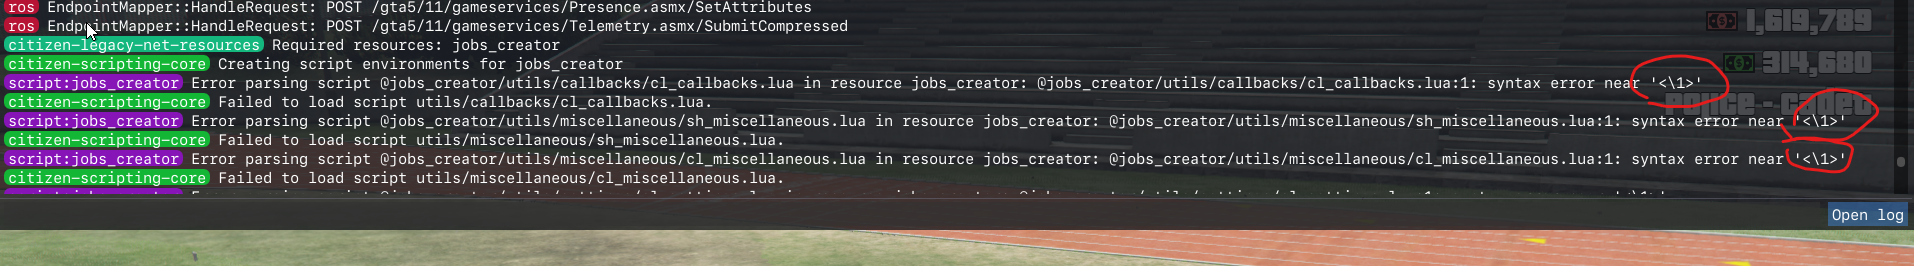 ros EndpointMapper::HandleRequest: POST /gta5/11/gameservices/Presence.asmx/SetAttributes
1,619,789
ros EndpointMapper::HandleRequest: POST /gta5/11/gameservices/Telemetry.asmx/SubmitCompressed
citizen-legacy-net-resources Required resources: jobs_creator
citizen-scripting-core Creating script environments for jobs_creator
314,680
script:jobs_creator Error parsing script @jobs_creator/utils/callbacks/cl_callbacks.lua in resource jobs_creator: @jobs_creator/utils/callbacks/cl_callbacks.lua:1: syntax error near '<\1>'
citizen-scripting-core Failed to load script utils/callbacks/cl_callbacks.lua.
Police - Cadet
script:jobs_creator Error parsing script @jobs_creator/utils/miscellaneous/sh_miscellaneous.lua in resource jobs_creator: @jobs_creator/utils/miscellaneous/sh_miscellaneous.lua:1: syntax error near '<\1>'
citizen-scripting-core Failed to load script utils/miscellaneous/sh_miscellaneous.lua.
script:jobs_creator Error parsing script @jobs_creator/utils/miscellaneous/cl_miscellaneous.lua in resource jobs_creator: @jobs_creator/utils/miscellaneous/cl_miscellaneous.lua:1: syntax error near '<\1>'
citizen-scripting-core Failed to load script utils/miscellaneous/cl_miscellaneous.lua.
Open log